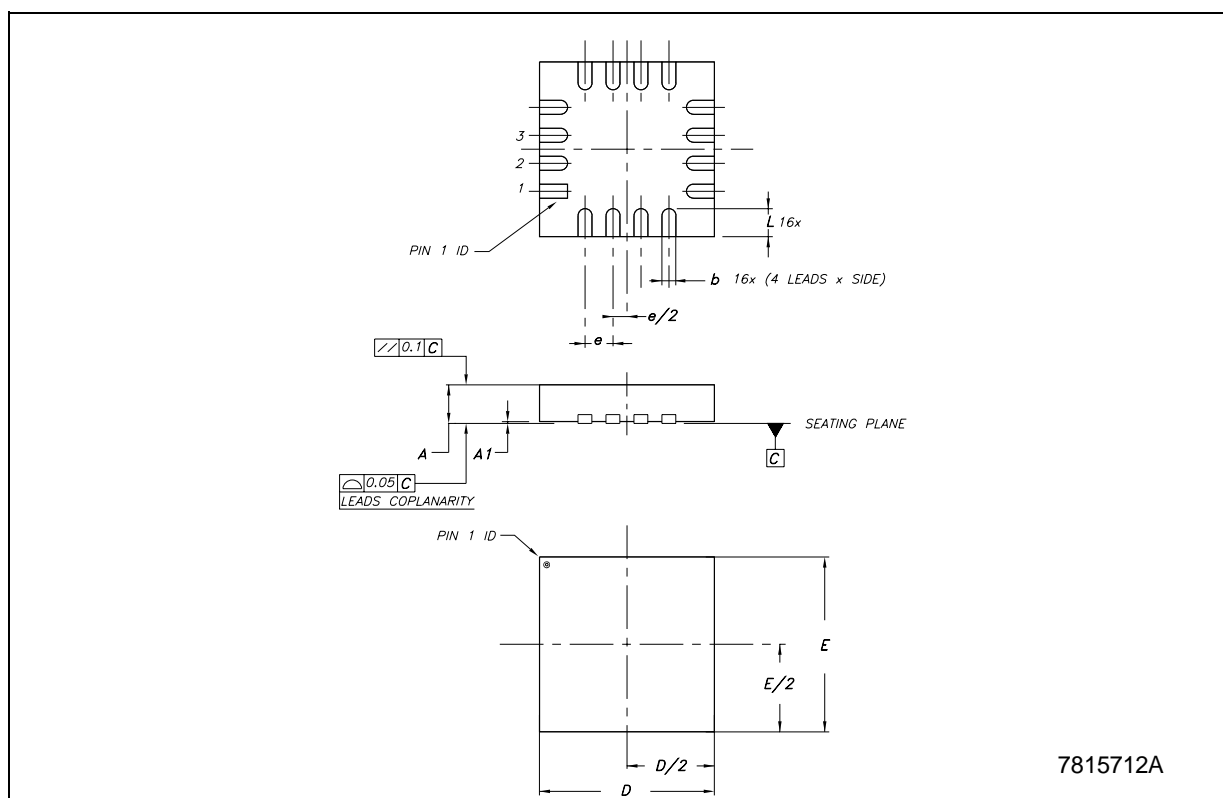 3
2
1
PIN 1 ID
L 16x
b 16x (4 LEADS x SIDE)
e/2
e
// 0.1 C
SEATING PLANE
A
A1
C
⌓ 0.05 C
LEADS COPLANARITY
PIN 1 ID
E
E/2
D/2
D
7815712A